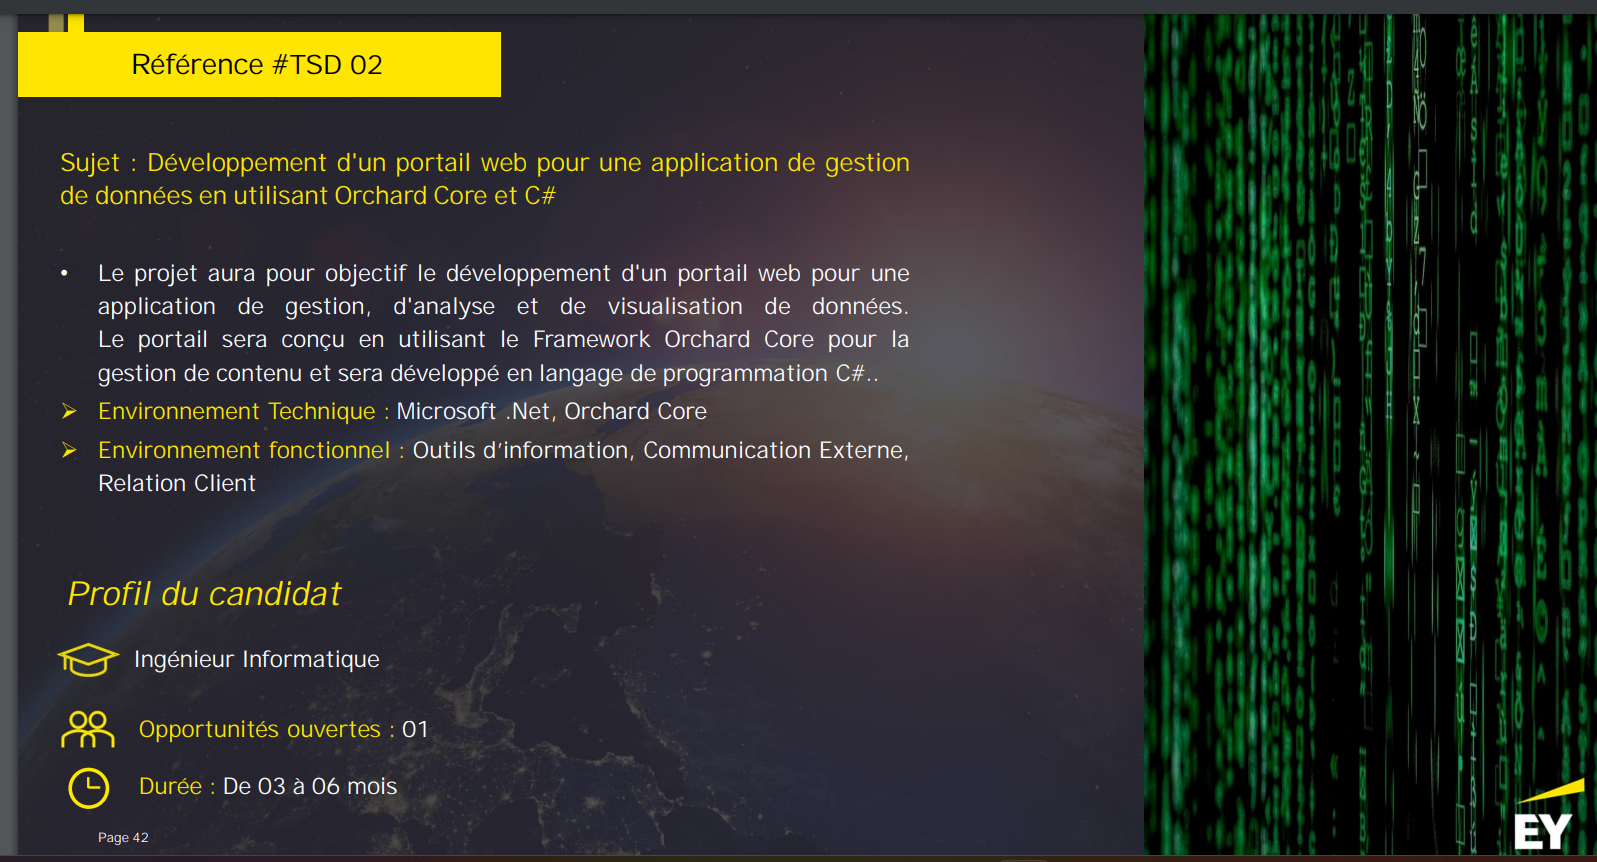 Référence #TSD 02
Sujet : Développement d'un portail web pour une application de gestion
de données en utilisant Orchard Core et C#
• Le projet aura pour objectif le développement d'un portail web pour une
application de gestion, d'analyse et de visualisation de données.
Le portail sera conçu en utilisant le Framework Orchard Core pour la
gestion de contenu et sera développé en langage de programmation C#..
➢ Environnement Technique : Microsoft .Net, Orchard Core
➢ Environnement fonctionnel : Outils d’information, Communication Externe,
Relation Client
Profil du candidat
Ingénieur Informatique
Opportunités ouvertes : 01
Durée : De 03 à 06 mois
Page 42
EY